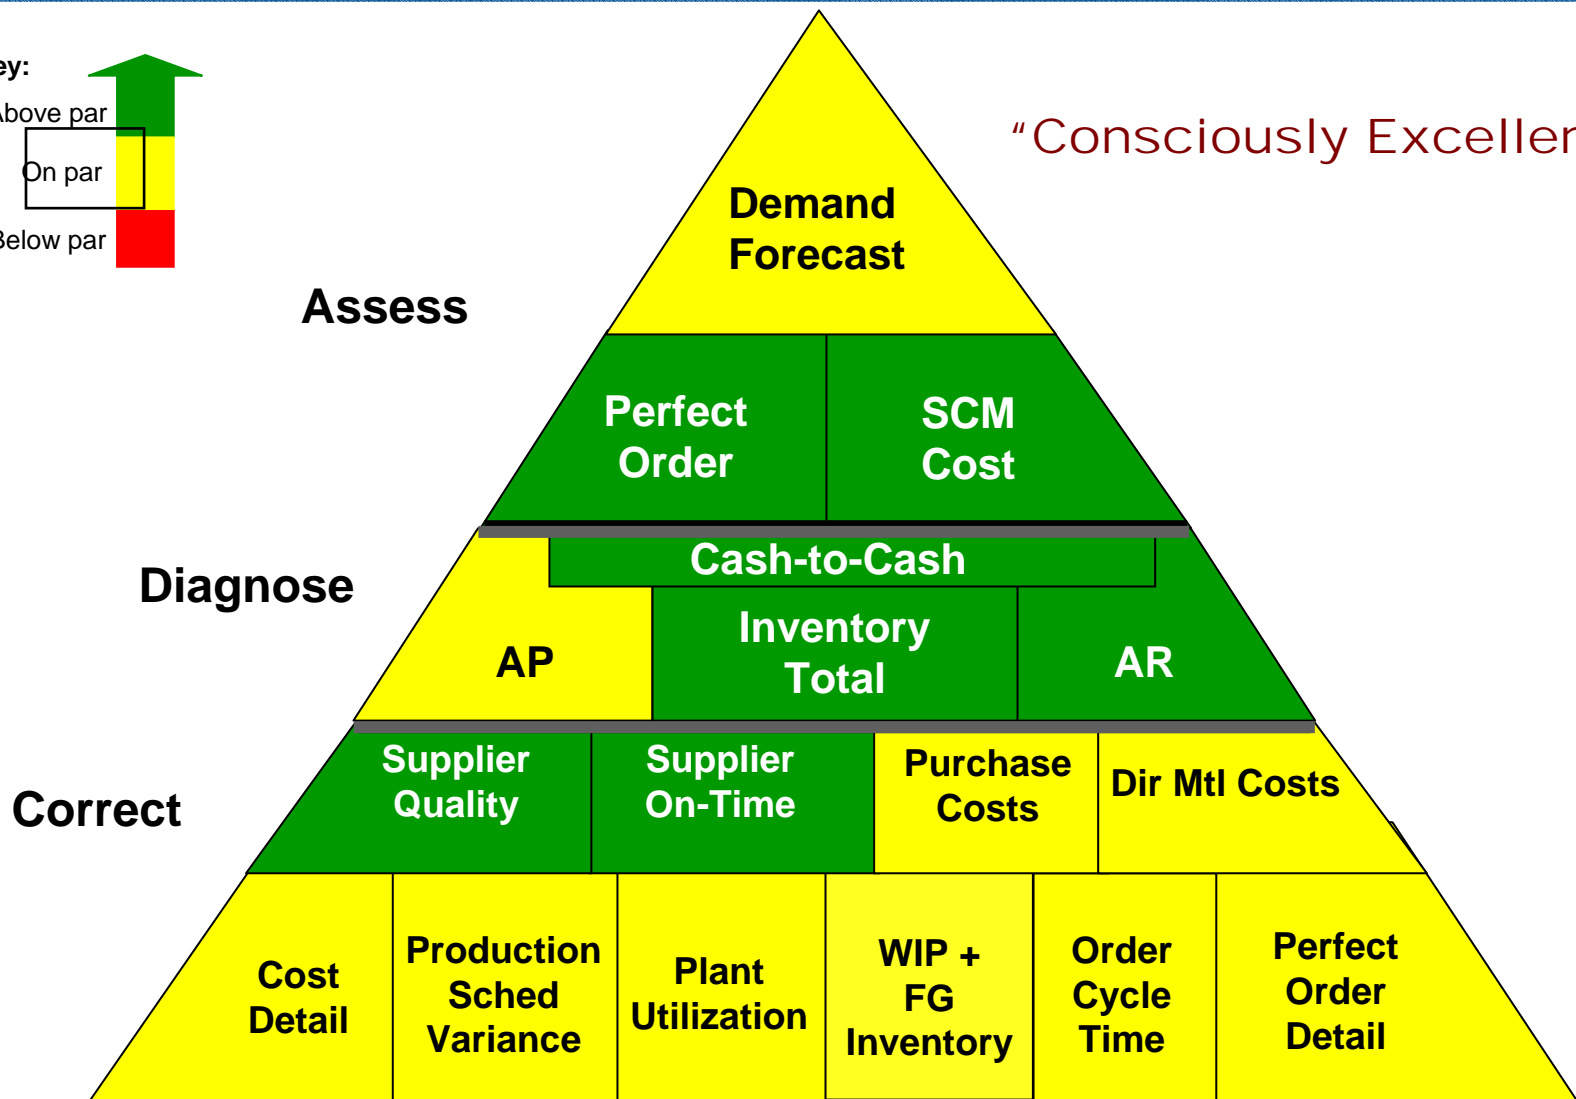 ey:
Above par
On par
Below par
“Consciously Excellen
Demand
Forecast
Assess
Perfect
Order
SCM
Cost
Diagnose
Cash-to-Cash
AP
Inventory
Total
AR
Correct
Supplier
Quality
Supplier
On-Time
Purchase
Costs
Dir Mtl Costs
Cost
Detail
Production
Sched
Variance
Plant
Utilization
WIP +
FG
Inventory
Order
Cycle
Time
Perfect
Order
Detail